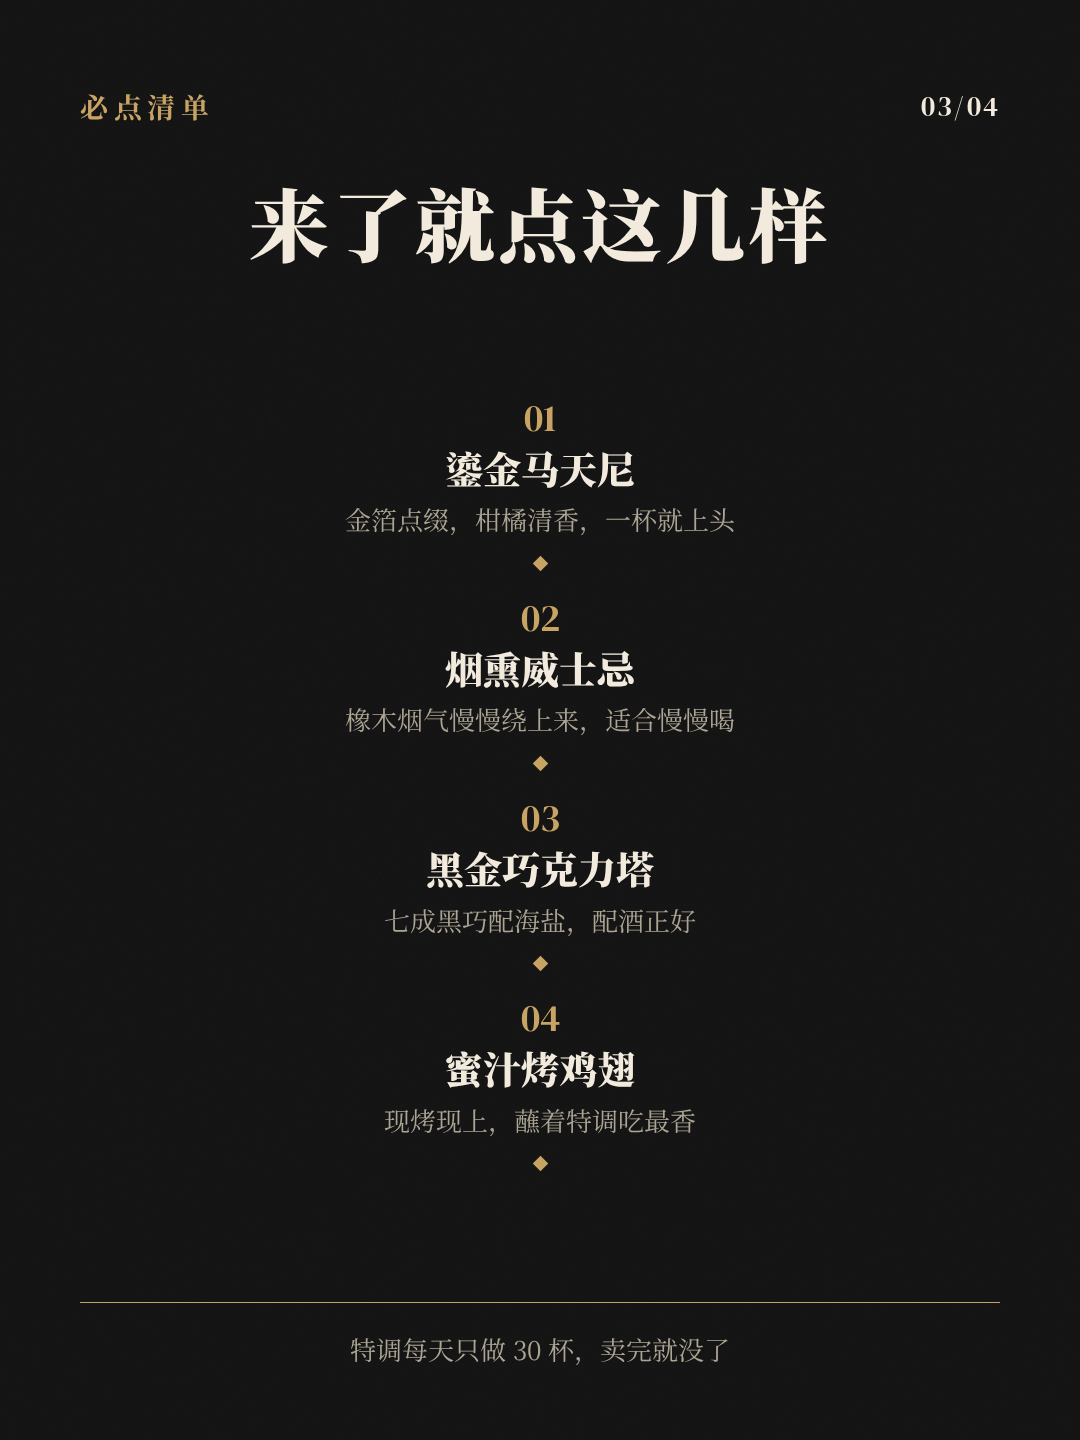 必点清单
03/04
来了就点这几样
01
鎏金马天尼
金箔点缀，柑橘清香，一杯就上头
02
烟熏威士忌
橡木烟气慢慢绕上来，适合慢慢喝
03
黑金巧克力塔
七成黑巧配海盐，配酒正好
04
蜜汁烤鸡翅
现烤现上，蘸着特调吃最香
特调每天只做 30 杯，卖完就没了